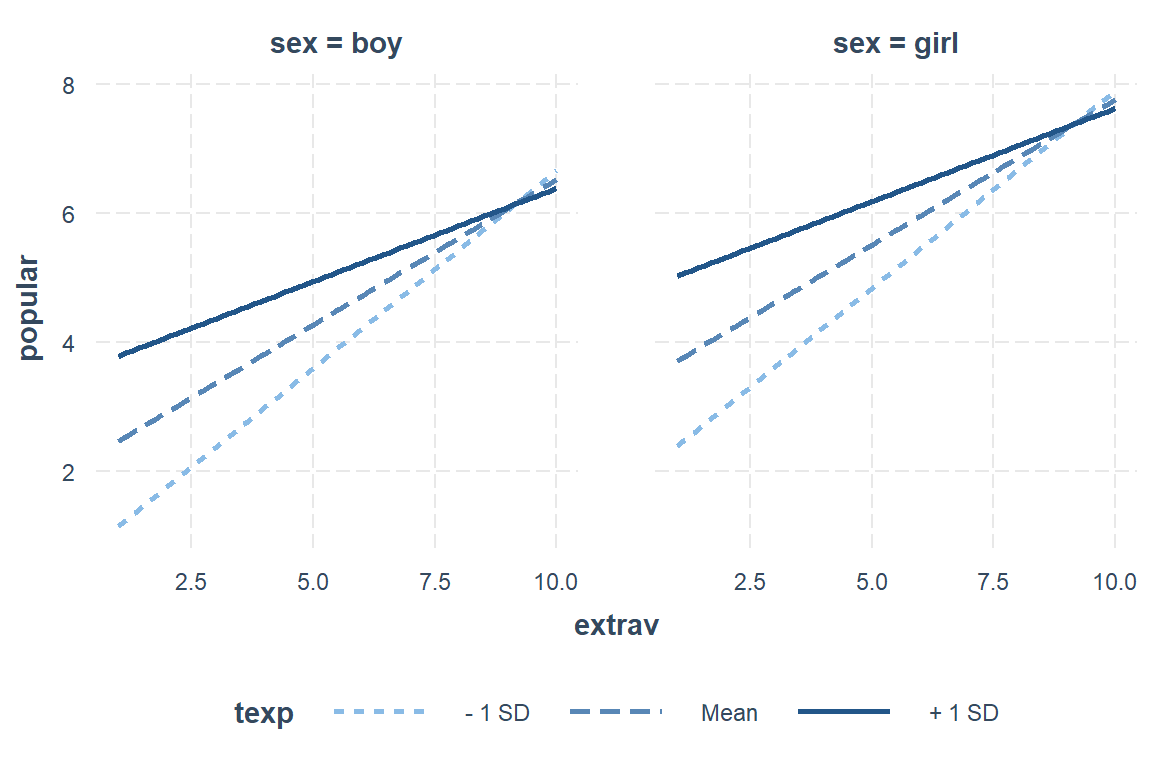 sex = boy
sex = girl
8
6
4
2
popular
2.5 5.0 7.5 10.0
2.5 5.0 7.5 10.0
extrav
texp - 1 SD Mean + 1 SD